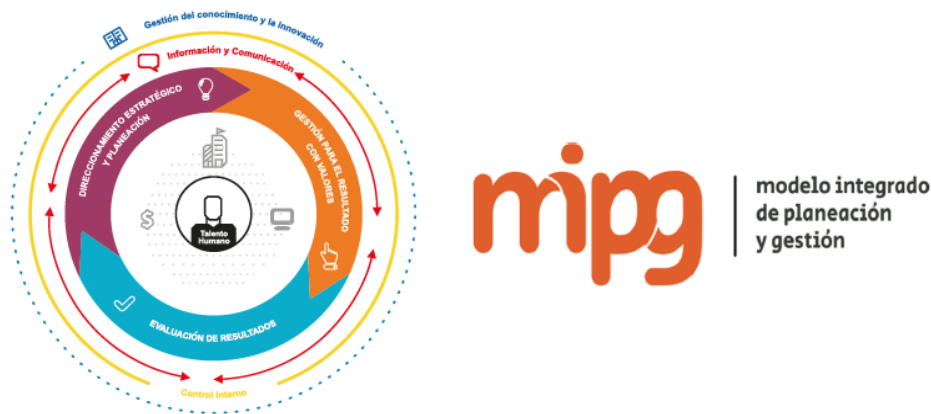 Gestión del conocimiento y la Innovación
Información y Comunicación
DIRECCIONAMIENTO ESTRATÉGICO
Y PLANEACIÓN
GESTIÓN PARA EL RESULTADO
CON VALORES
$
Talento
Humano
EVALUACIÓN DE RESULTADOS
Control Interno
mipg
modelo integrado
de planeación
y gestión